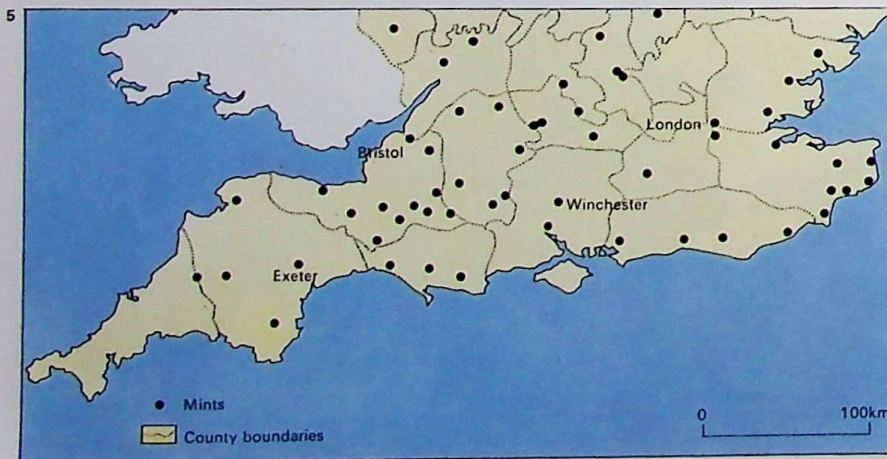 5
London
Bristol
Winchester
Exeter
Mints
County boundaries
0 100km